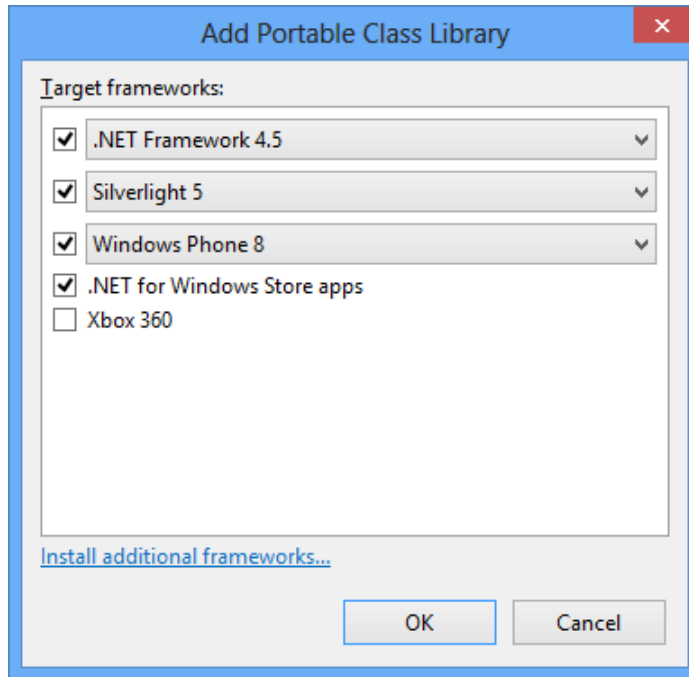 Add Portable Class Library
Target frameworks:
.NET Framework 4.5
Silverlight 5
Windows Phone 8
.NET for Windows Store apps
Xbox 360
Install additional frameworks...
OK
Cancel